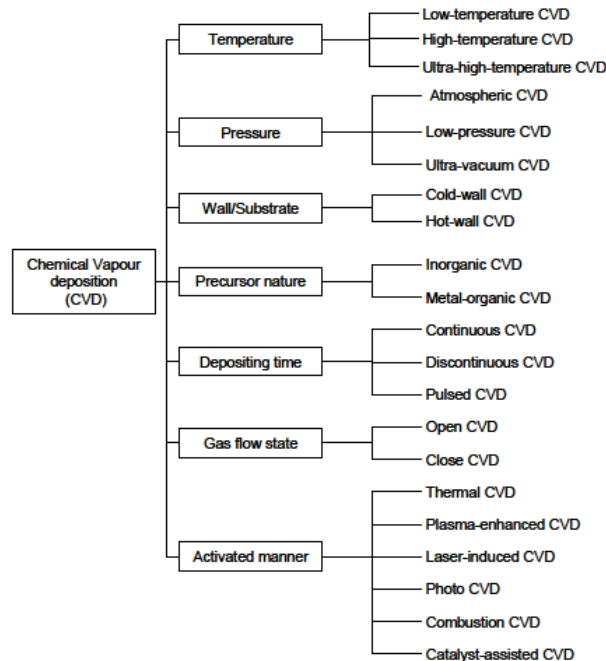 Chemical Vapour
deposition
(CVD)
Temperature
Low-temperature CVD
High-temperature CVD
Ultra-high-temperature CVD
Pressure
Atmospheric CVD
Low-pressure CVD
Ultra-vacuum CVD
Wall/Substrate
Cold-wall CVD
Hot-wall CVD
Precursor nature
Inorganic CVD
Metal-organic CVD
Depositing time
Continuous CVD
Discontinuous CVD
Pulsed CVD
Gas flow state
Open CVD
Close CVD
Activated manner
Thermal CVD
Plasma-enhanced CVD
Laser-induced CVD
Photo CVD
Combustion CVD
Catalyst-assisted CVD